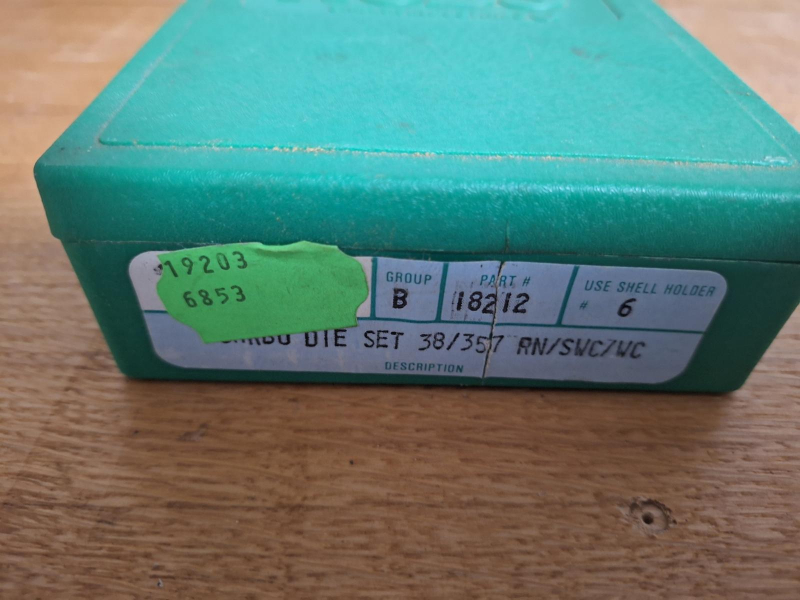 19203
6853
GROUP
B
PART #
18212
USE SHELL HOLDER
# 6
DIE SET 38/357 RN/SWC/WC
DESCRIPTION